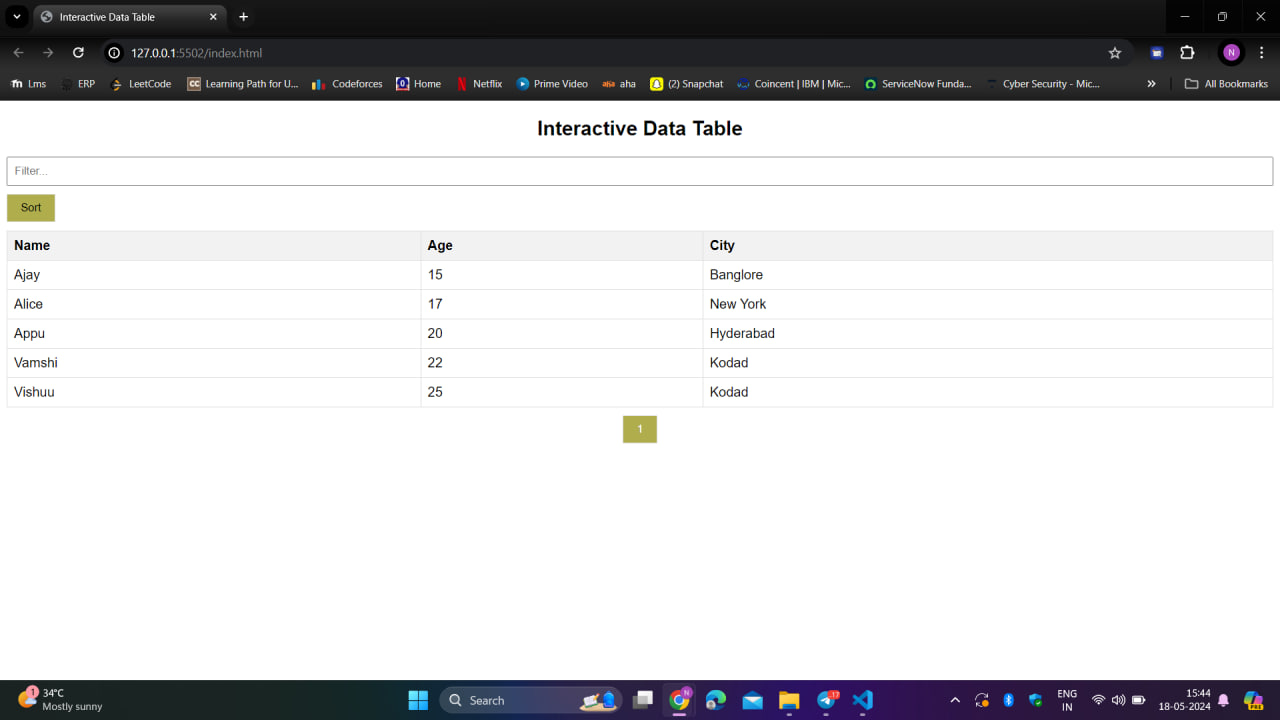 Interactive Data Table
127.0.0.1:5502/index.html
N
Lms ERP LeetCode CC Learning Path for U... Codeforces Home Netflix Prime Video aha aha (2) Snapchat Coincent | IBM | Mic... ServiceNow Funda... Cyber Security - Mic... » All Bookmarks
Interactive Data Table
Filter...
Sort
Name Age City
Ajay 15 Banglore
Alice 17 New York
Appu 20 Hyderabad
Vamshi 22 Kodad
Vishuu 25 Kodad
1
1 34°C
Mostly sunny
Search
N
17
ENG
IN
15:44
18-05-2024
PRE